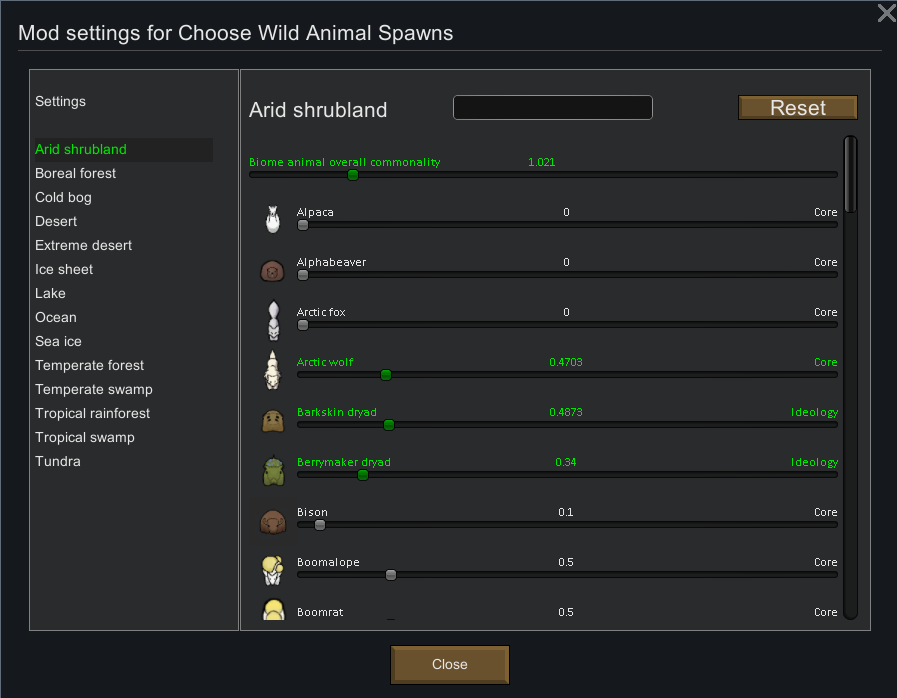 Mod settings for Choose Wild Animal Spawns
Settings
Arid shrubland
Boreal forest
Cold bog
Desert
Extreme desert
Ice sheet
Lake
Ocean
Sea ice
Temperate forest
Temperate swamp
Tropical rainforest
Tropical swamp
Tundra
Arid shrubland Reset
Biome animal overall commonality 1.021
Alpaca 0 Core
Alphabeaver 0 Core
Arctic fox 0 Core
Arctic wolf 0.4703 Core
Barkskin dryad 0.4873 Ideology
Berrymaker dryad 0.34 Ideology
Bison 0.1 Core
Boomalope 0.5 Core
Boomrat 0.5 Core
Close